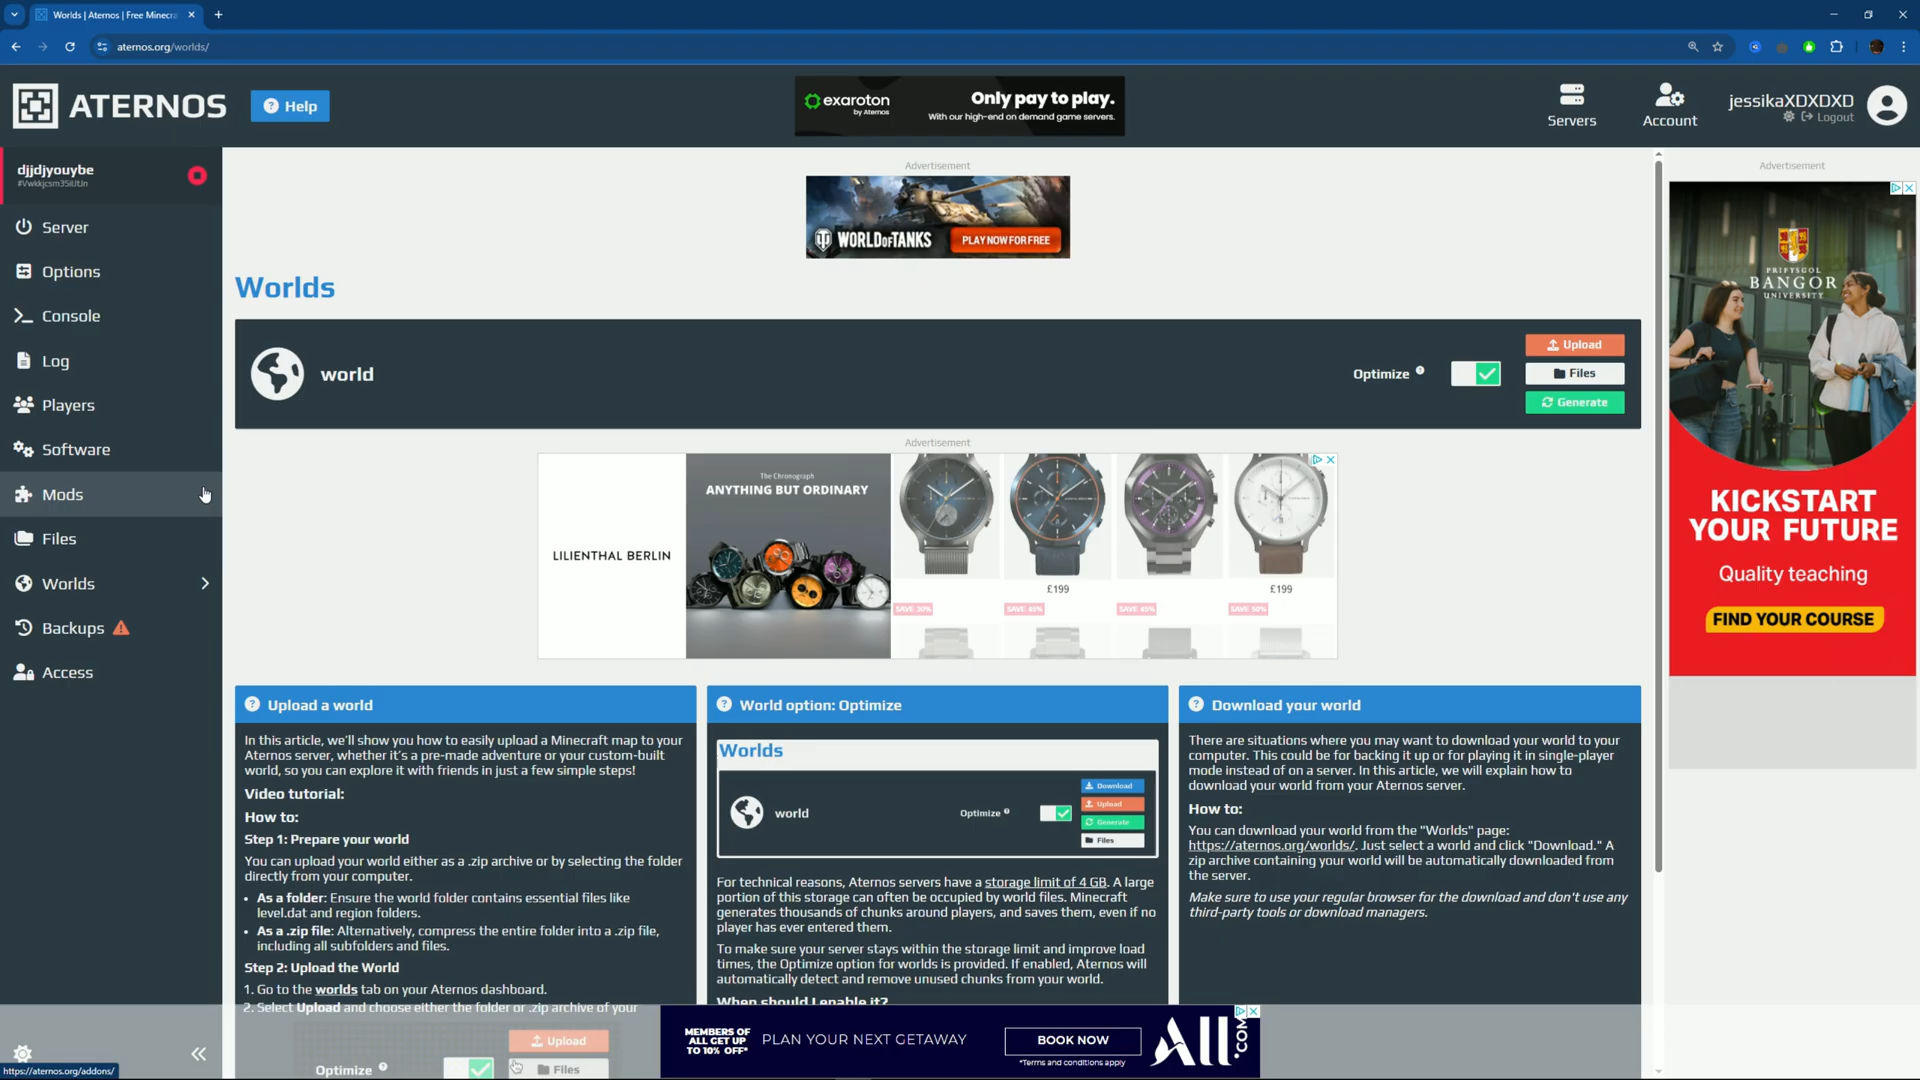 Worlds | Aternos | Free Minecra
aternos.org/worlds/
ATERNOS
Help
exaroton
by Aternos
Only pay to play.
With our high-end on demand game servers.
Servers
Account
jessikaXDXDXD
Logout
djjdjyouybe
Server
Options
Console
Log
Players
Software
Mods
Files
Worlds
Backups
Access
https://aternos.org/addons/
Advertisement
WORLD OF TANKS
PLAY NOW FOR FREE
Worlds
world
Optimize
Upload
Files
Generate
Advertisement
LILIENTHAL BERLIN
The Chronograph
ANYTHING BUT ORDINARY
£199
£199
SAVE 30%
SAVE 45%
SAVE 45%
SAVE 50%
Upload a world
In this article, we'll show you how to easily upload a Minecraft map to your
Aternos server, whether it's a pre-made adventure or your custom-built
world, so you can explore it with friends in just a few simple steps!
Video tutorial:
How to:
Step 1: Prepare your world
You can upload your world either as a .zip archive or by selecting the folder
directly from your computer.
• As a folder: Ensure the world folder contains essential files like
level.dat and region folders.
• As a .zip file: Alternatively, compress the entire folder into a .zip file,
including all subfolders and files.
Step 2: Upload the World
1. Go to the worlds tab on your Aternos dashboard.
2. Select Upload and choose either the folder or .zip archive of your
Upload
Optimize
Files
World option: Optimize
Worlds
world
Optimize
Download
Upload
Generate
Files
For technical reasons, Aternos servers have a storage limit of 4 GB. A large
portion of this storage can often be occupied by world files. Minecraft
generates thousands of chunks around players, and saves them, even if no
player has ever entered them.
To make sure your server stays within the storage limit and improve load
times, the Optimize option for worlds is provided. If enabled, Aternos will
automatically detect and remove unused chunks from your world.
When should I enable it?
Download your world
There are situations where you may want to download your world to your
computer. This could be for backing it up or for playing it in single-player
mode instead of on a server. In this article, we will explain how to
download your world from your Aternos server.
How to:
You can download your world from the "Worlds" page:
https://aternos.org/worlds/. Just select a world and click "Download." A
zip archive containing your world will be automatically downloaded from
the server.
Make sure to use your regular browser for the download and don't use any
third-party tools or download managers.
MEMBERS OF
ALL GET UP
TO 10% OFF*
PLAN YOUR NEXT GETAWAY
BOOK NOW
*Terms and conditions apply
ALL.COM
Advertisement
PRIFYSGOL
BANGOR
UNIVERSITY
KICKSTART
YOUR FUTURE
Quality teaching
FIND YOUR COURSE